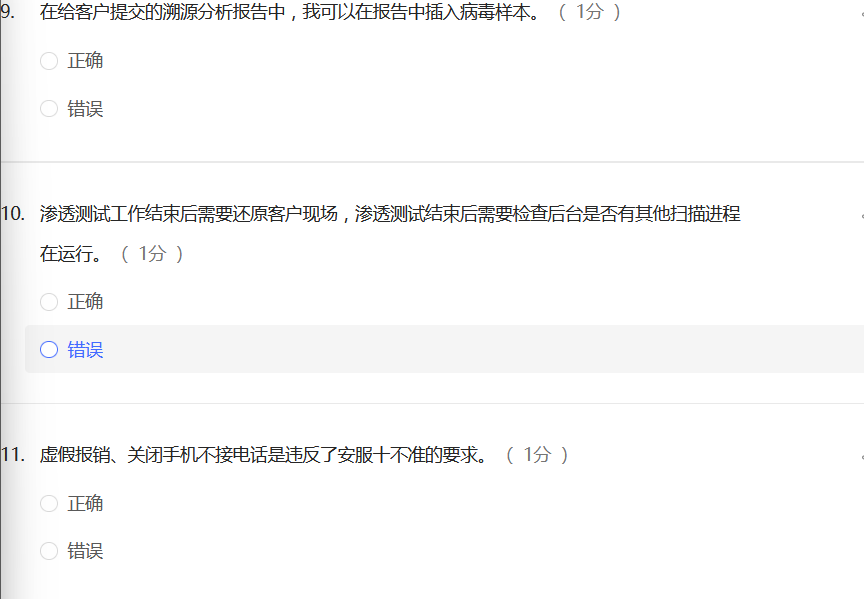 9. 在给客户提交的溯源分析报告中，我可以在报告中插入病毒样本。（ 1分 ）
正确
错误
10. 渗透测试工作结束后需要还原客户现场，渗透测试结束后需要检查后台是否有其他扫描进程
在运行。（ 1分 ）
正确
错误
11. 虚假报销、关闭手机不接电话是违反了安服十不准的要求。（ 1分 ）
正确
错误